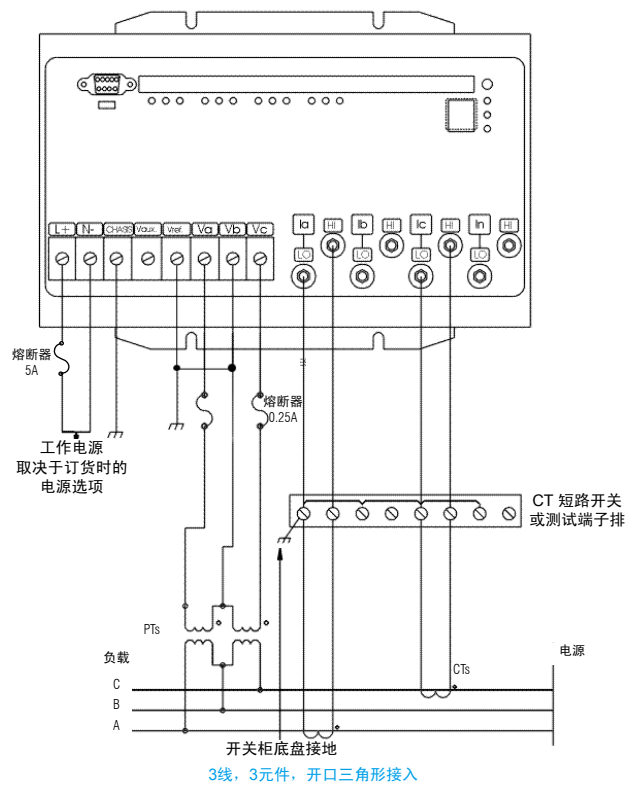 L+ N- CHASIS Vaux. Vref. Va Vb Vc
Ia HI Ib HI Ic HI In HI
LO LO LO LO
熔断器
5A
熔断器
0.25A
工作电源
取决于订货时的
电源选项
CT 短路开关
或测试端子排
PTs
负载
电源
CTs
C
B
A
开关柜底盘接地
3线，3元件，开口三角形接入